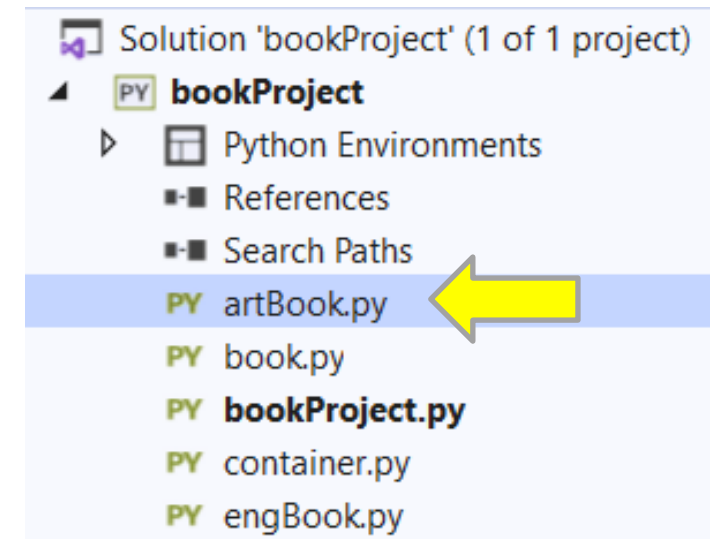 Solution 'bookProject' (1 of 1 project)
PY bookProject
Python Environments
References
Search Paths
PY artBook.py
PY book.py
PY bookProject.py
PY container.py
PY engBook.py